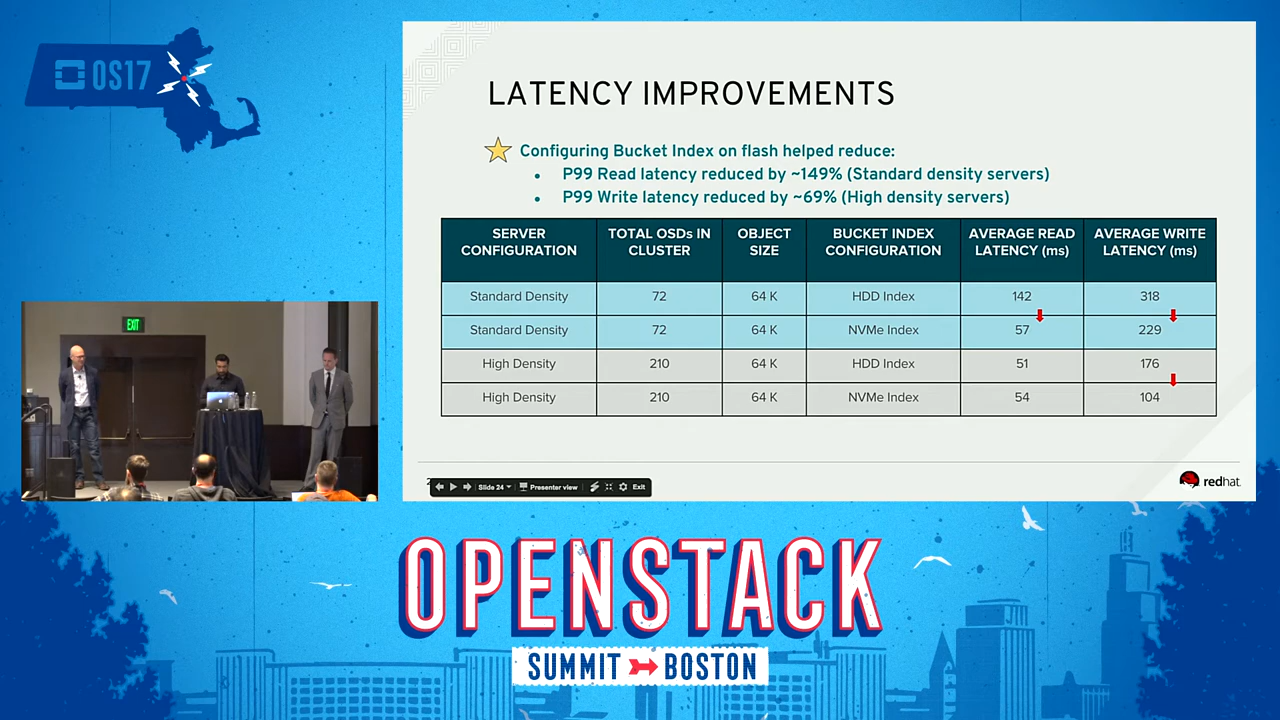 OS17
LATENCY IMPROVEMENTS
Configuring Bucket Index on flash helped reduce:
• P99 Read latency reduced by ~149% (Standard density servers)
• P99 Write latency reduced by ~69% (High density servers)
SERVER CONFIGURATION TOTAL OSDs IN CLUSTER OBJECT SIZE BUCKET INDEX CONFIGURATION AVERAGE READ LATENCY (ms) AVERAGE WRITE LATENCY (ms)
Standard Density 72 64 K HDD Index 142 318
Standard Density 72 64 K NVMe Index 57 229
High Density 210 64 K HDD Index 51 176
High Density 210 64 K NVMe Index 54 104
Slide 24 Presenter view Exit
redhat.
EXIT
OPENSTACK
SUMMIT BOSTON